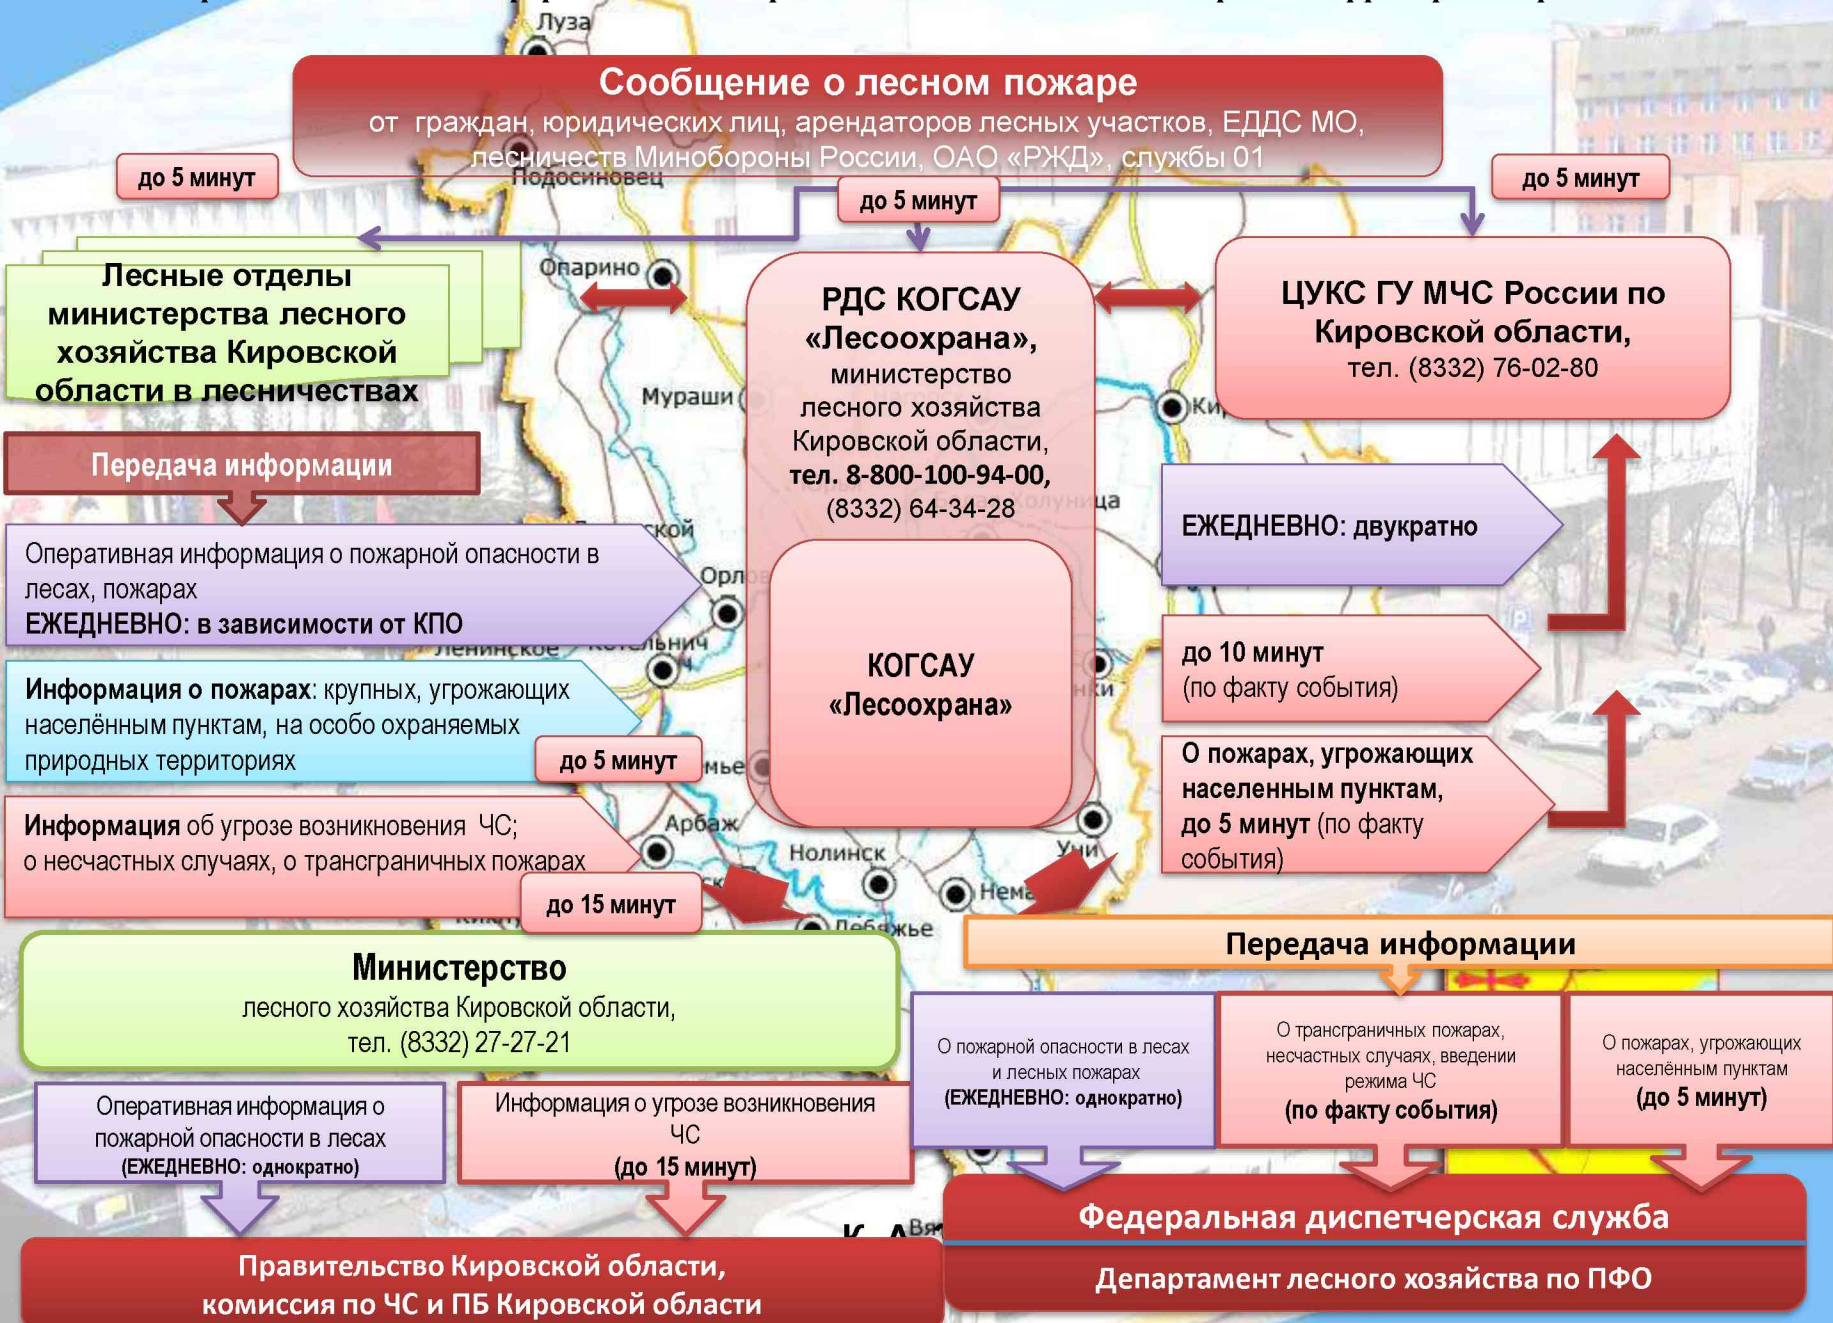 Луза
Сообщение о лесном пожаре
от граждан, юридических лиц, арендаторов лесных участков, ЕДДС МО,
лесничеств Минобороны России, ОАО «РЖД», службы 01
Подосиновец
до 5 минут
до 5 минут
до 5 минут
Лесные отделы
министерства лесного
хозяйства Кировской
области в лесничествах
Опарино
Мураши
РДС КОГСАУ
«Лесоохрана»,
министерство
лесного хозяйства
Кировской области,
тел. 8-800-100-94-00,
(8332) 64-34-28
КОГСАУ
«Лесоохрана»
ЦУКС ГУ МЧС России по
Кировской области,
тел. (8332) 76-02-80
Передача информации
Оперативная информация о пожарной опасности в
лесах, пожарах
ЕЖЕДНЕВНО: в зависимости от КПО
Информация о пожарах: крупных, угрожающих
населённым пунктам, на особо охраняемых
природных территориях
до 5 минут
Информация об угрозе возникновения ЧС;
о несчастных случаях, о трансграничных пожарах
до 15 минут
ЕЖЕДНЕВНО: двукратно
до 10 минут
(по факту события)
О пожарах, угрожающих
населенным пунктам,
до 5 минут (по факту
события)
Арбаж
Нолинск
Уни
Лебяжье
Министерство
лесного хозяйства Кировской области,
тел. (8332) 27-27-21
Оперативная информация о
пожарной опасности в лесах
(ЕЖЕДНЕВНО: однократно)
Информация о угрозе возникновения
ЧС
(до 15 минут)
Правительство Кировской области,
комиссия по ЧС и ПБ Кировской области
Передача информации
О пожарной опасности в лесах
и лесных пожарах
(ЕЖЕДНЕВНО: однократно)
О трансграничных пожарах,
несчастных случаях, введении
режима ЧС
(по факту события)
О пожарах, угрожающих
населённым пунктам
(до 5 минут)
Федеральная диспетчерская служба
Департамент лесного хозяйства по ПФО